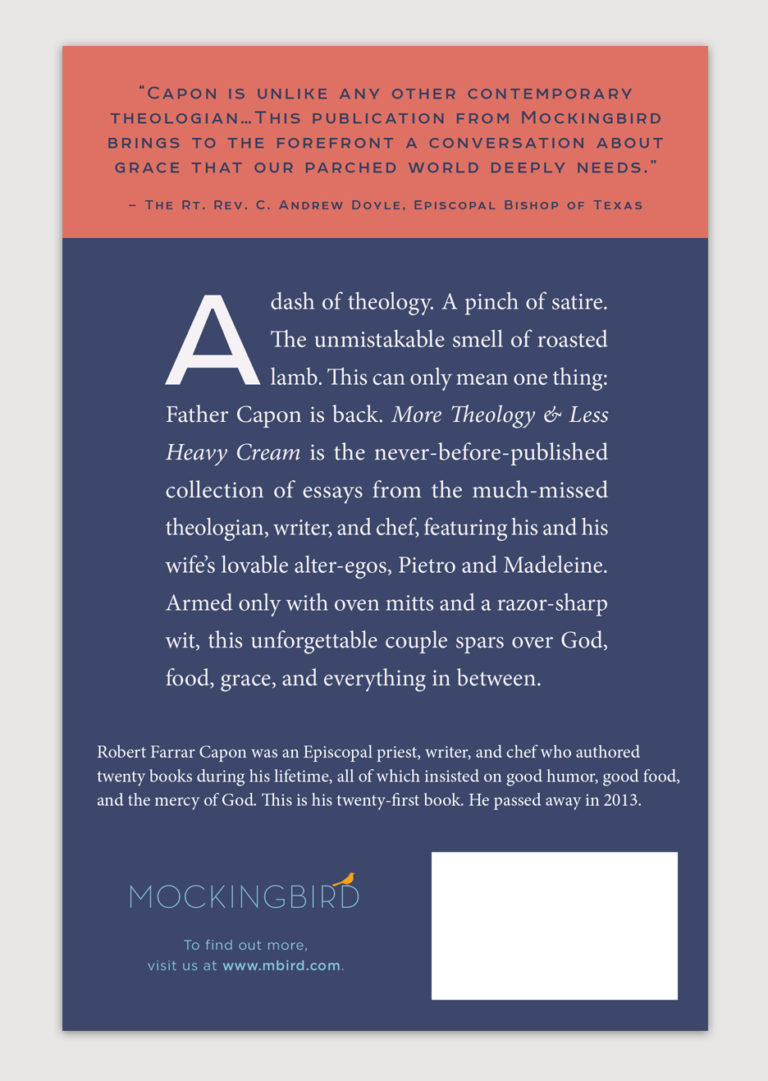 “Capon is unlike any other contemporary
theologian…This publication from Mockingbird
brings to the forefront a conversation about
grace that our parched world deeply needs.”
– The Rt. Rev. C. Andrew Doyle, Episcopal Bishop of Texas
A dash of theology. A pinch of satire.
The unmistakable smell of roasted
lamb. This can only mean one thing:
Father Capon is back. More Theology & Less
Heavy Cream is the never-before-published
collection of essays from the much-missed
theologian, writer, and chef, featuring his and his
wife’s lovable alter-egos, Pietro and Madeleine.
Armed only with oven mitts and a razor-sharp
wit, this unforgettable couple spars over God,
food, grace, and everything in between.
Robert Farrar Capon was an Episcopal priest, writer, and chef who authored
twenty books during his lifetime, all of which insisted on good humor, good food,
and the mercy of God. This is his twenty-first book. He passed away in 2013.
MOCKINGBIRD
To find out more,
visit us at www.mbird.com.